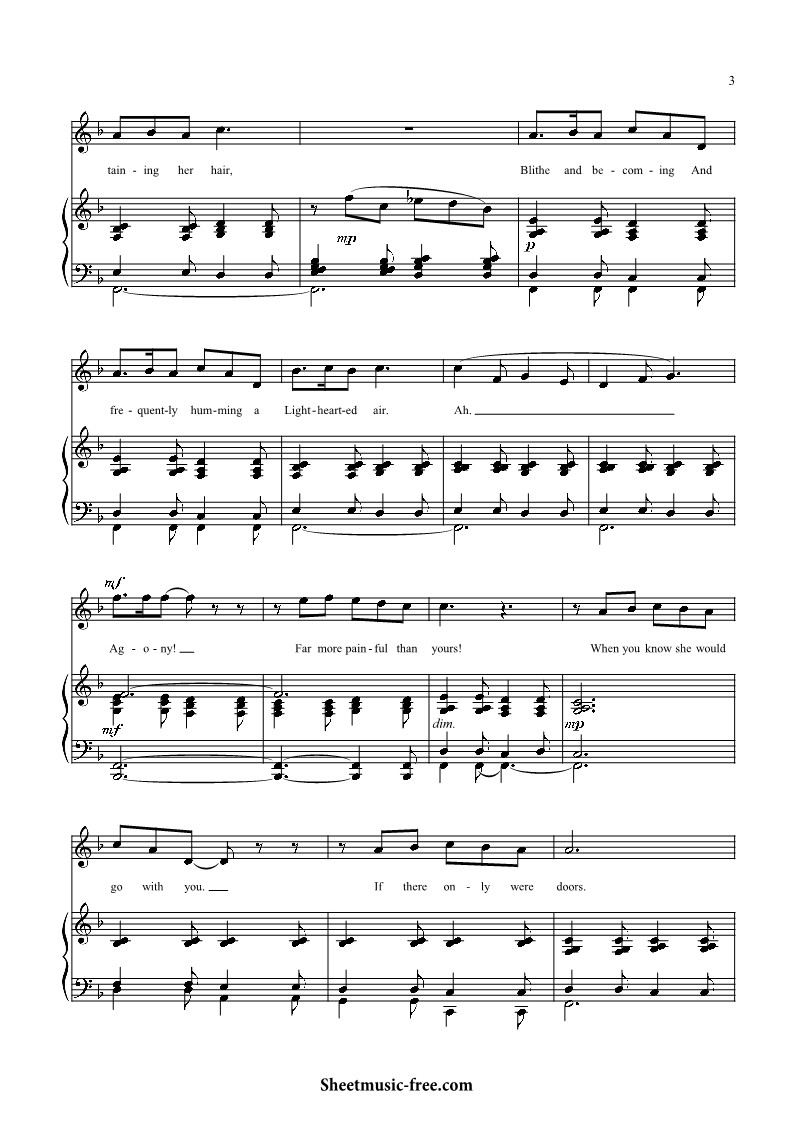 3
tain - ing her hair, Blithe and be - com - ing And
mp
p
fre - quent-ly hum-ming a Light-heart-ed air. Ah.
mf
Ag - o - ny! Far more pain - ful than yours! When you know she would
mf dim. mp
go with you. If there on - ly were doors.
Sheetmusic-free.com